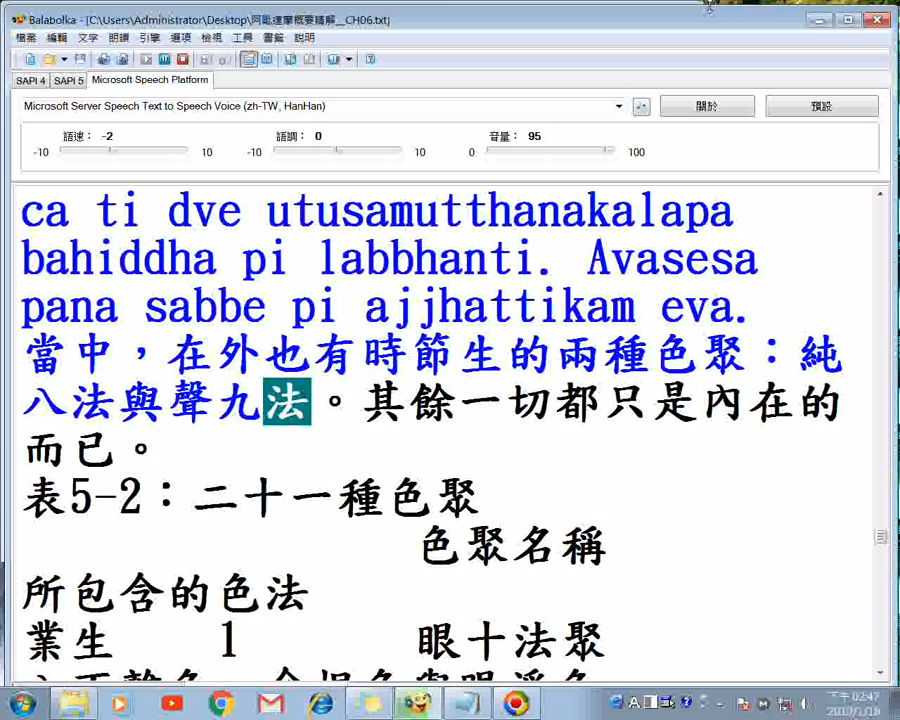 Balabolka - [C:\Users\Administrator\Desktop\阿毗達摩概要精解__CH06.txt]
檔案 編輯 文字 朗讀 引擎 選項 檢視 工具 書籤 說明
SAPI 4 SAPI 5 Microsoft Speech Platform
Microsoft Server Speech Text to Speech Voice (zh-TW, HanHan) 關於 預設
語速： -2 語調： 0 音量： 95
-10 10 -10 10 0 100
ca ti dve utusamutthanakalapa
bahiddha pi labbhanti. Avasesa
pana sabbe pi ajjhattikam eva.
當中，在外也有時節生的兩種色聚：純
八法與聲九法。其餘一切都只是內在的
而已。
表5-2：二十一種色聚
色聚名稱
所包含的色法
業生 1 眼十法聚
下午 02:47